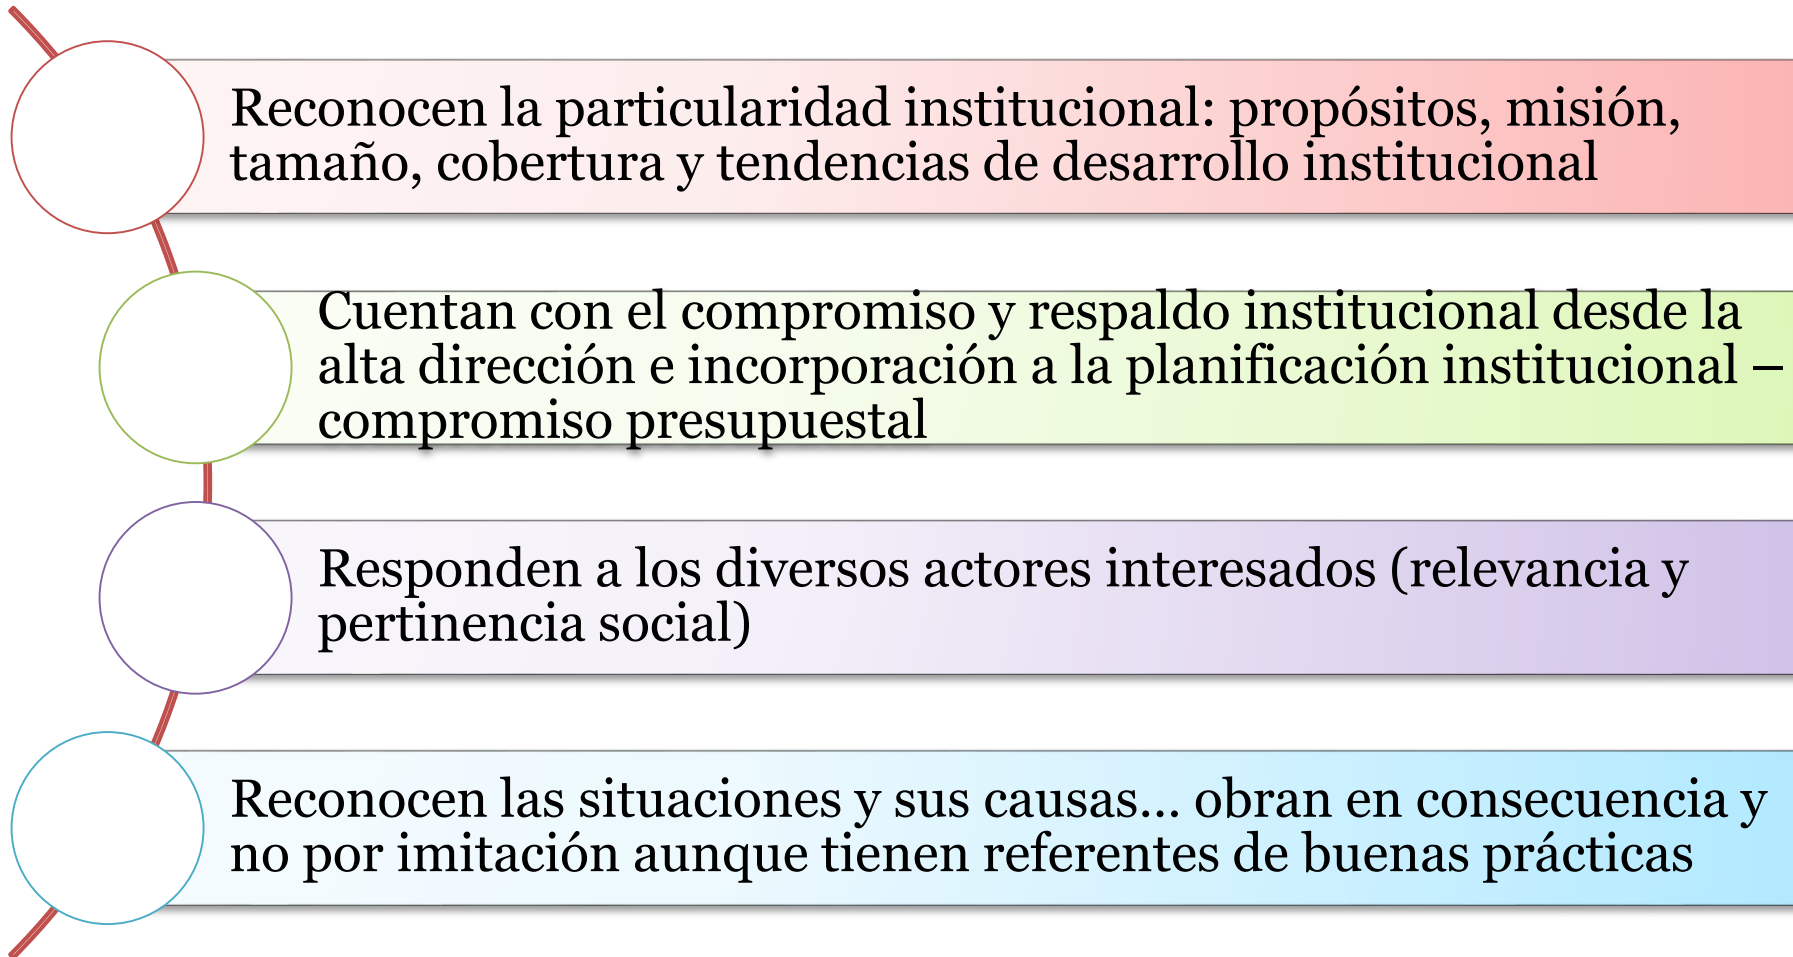 Reconocen la particularidad institucional: propósitos, misión,
tamaño, cobertura y tendencias de desarrollo institucional
Cuentan con el compromiso y respaldo institucional desde la
alta dirección e incorporación a la planificación institucional –
compromiso presupuestal
Responden a los diversos actores interesados (relevancia y
pertinencia social)
Reconocen las situaciones y sus causas... obran en consecuencia y
no por imitación aunque tienen referentes de buenas prácticas